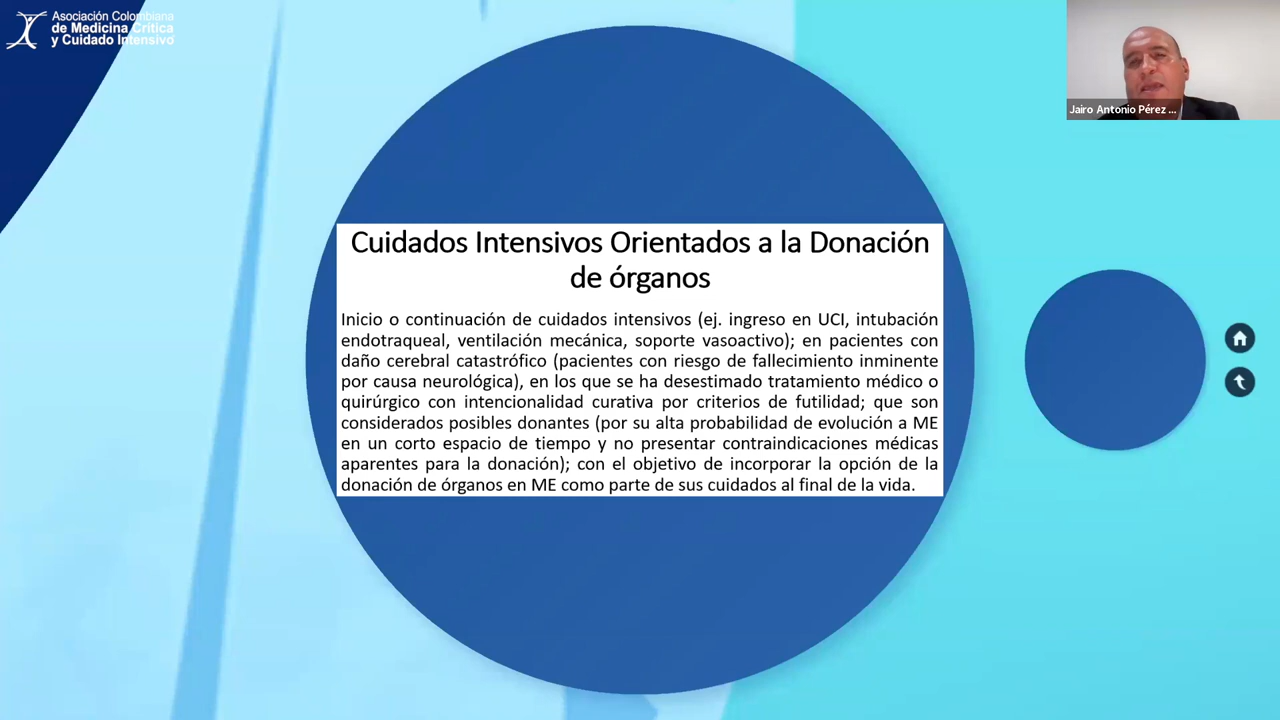 Asociación Colombiana
de Medicina Crítica
y Cuidado Intensivo
Jairo Antonio Pérez ...
Cuidados Intensivos Orientados a la Donación
de órganos
Inicio o continuación de cuidados intensivos (ej. ingreso en UCI, intubación
endotraqueal, ventilación mecánica, soporte vasoactivo); en pacientes con
daño cerebral catastrófico (pacientes con riesgo de fallecimiento inminente
por causa neurológica), en los que se ha desestimado tratamiento médico o
quirúrgico con intencionalidad curativa por criterios de futilidad; que son
considerados posibles donantes (por su alta probabilidad de evolución a ME
en un corto espacio de tiempo y no presentar contraindicaciones médicas
aparentes para la donación); con el objetivo de incorporar la opción de la
donación de órganos en ME como parte de sus cuidados al final de la vida.